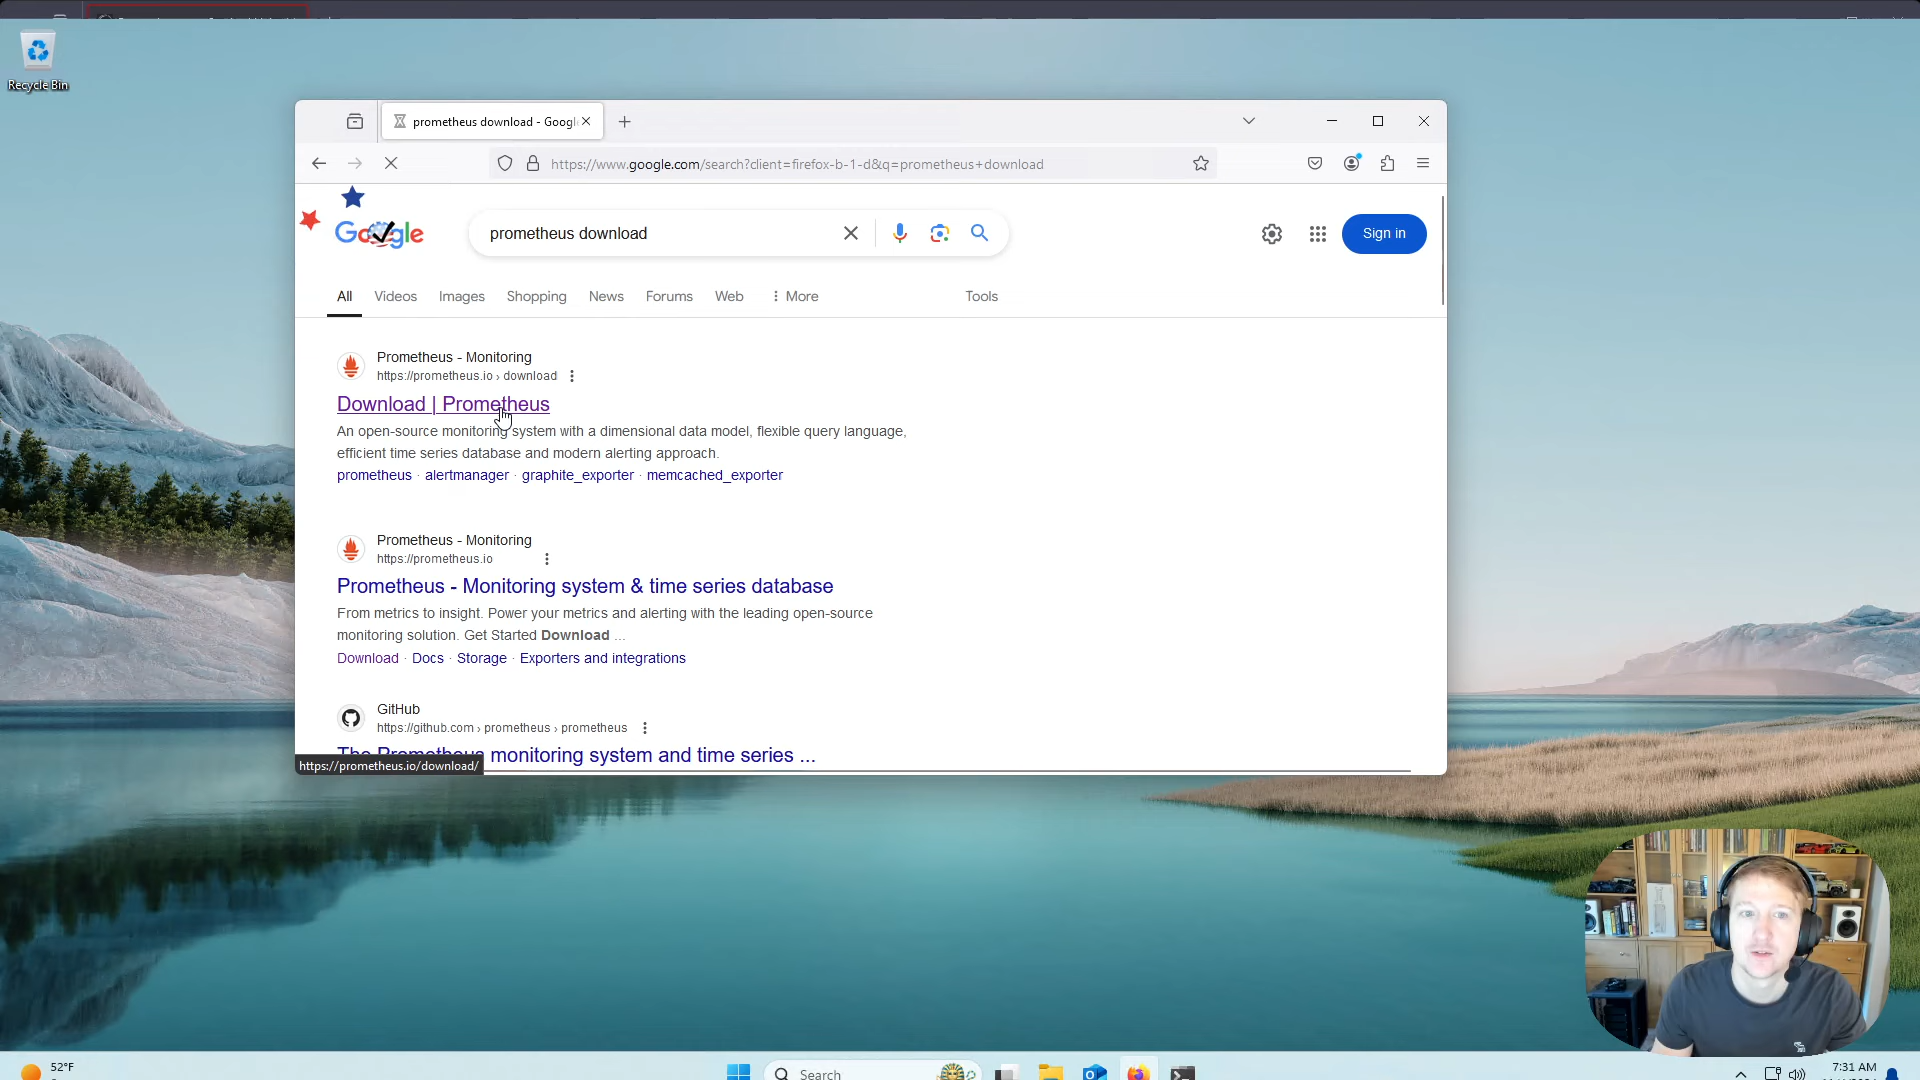 Recycle Bin
prometheus download - Googl
https://www.google.com/search?client=firefox-b-1-d&q=prometheus+download
Google
prometheus download
Sign in
All
Videos
Images
Shopping
News
Forums
Web
More
Tools
Prometheus - Monitoring
https://prometheus.io › download
Download | Prometheus
An open-source monitoring system with a dimensional data model, flexible query language,
efficient time series database and modern alerting approach.
prometheus · alertmanager · graphite_exporter · memcached_exporter
Prometheus - Monitoring
https://prometheus.io
Prometheus - Monitoring system & time series database
From metrics to insight. Power your metrics and alerting with the leading open-source
monitoring solution. Get Started Download ...
Download · Docs · Storage · Exporters and integrations
GitHub
https://github.com › prometheus › prometheus
The Prometheus monitoring system and time series ...
https://prometheus.io/download/
52°F
Search
7:31 AM